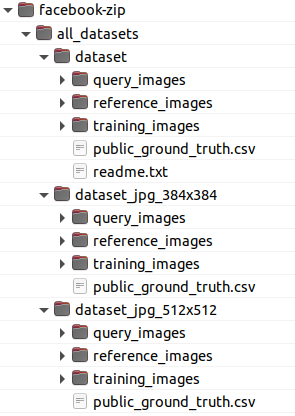 facebook-zip
all_datasets
dataset
query_images
reference_images
training_images
public_ground_truth.csv
readme.txt
dataset_jpg_384x384
query_images
reference_images
training_images
public_ground_truth.csv
dataset_jpg_512x512
query_images
reference_images
training_images
public_ground_truth.csv